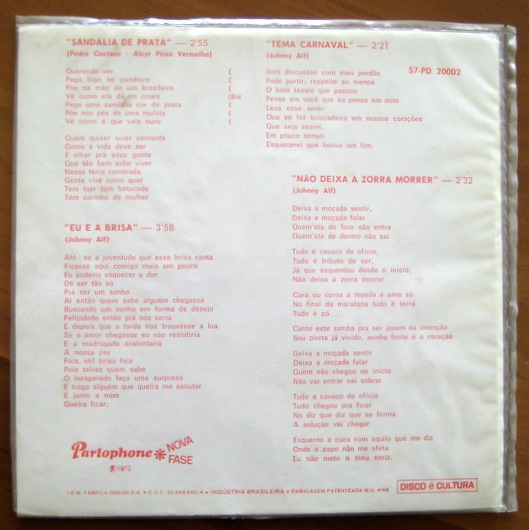 "SANDÁLIA DE PRATA" — 2'55
(Pedro Caetano - Alcyr Pires Vermelho)
Querendo ver (
Pega logo no pandeiro (
Põe na mão de um brasileiro (
Vê como ele dá no couro (Bis
Pega uma sandália cor de prata (
Põe nos pés de uma mulata (
Vê como é que vale ouro (
Quem quiser viver contente
Como a vida deve ser
É olhar pra essa gente
Que tão bem sabe viver
Nessa terra camarada
Gente vive como quer
Tem luar tem batucada
Tem carinho de mulher
"EU E A BRISA" — 3'58
(Johnny Alf)
Ah! se a juventude que essa brisa canta
Ficasse aqui comigo mais um pouco
Eu poderia esquecer a dor
De ser tão só
Prá ser um sonho
Aí então quem sabe alguém chegasse
Buscando um sonho em forma de desejo
Felicidade então prá nós seria
E depois que a tarde nos trouxesse a lua
Se o amor chegasse eu não resistiria
E a madrugada acalentaria
A nossa paz
Fica, oh! brisa fica
Pois talvez quem sabe
O inesperado faça uma surpresa
E traga alguém que queira me escutar
E junto a mim
Queira ficar.
"TEMA CARNAVAL" — 2'21
(Johnny Alf)
S7-PD 20002
Sem discussão com meu perdão
Pode partir, respeite ao menos
O bom tempo que passou
Pense em você que eu penso em mim
Leva esse amor
Que só fez brincadeira em nossos corações
Que seja assim.
Em pouco tempo
Esquecerei que houve um fim.
"NÃO DEIXA A ZORRA MORRER" — 2'32
(Johnny Alf)
Deixa a moçada sentir,
Deixa a moçada falar
Quem'sta de fora não entra
Quem'sta de dentro não sai
Tudo é cavaco do ofício,
Tudo é tributo de ser,
Já que esquentou desde o início,
Não deixa a zorra morrer
Cara ou coroa a moeda é uma só
No final da maratona tudo é terra
Tudo é pó
Canto este samba pra ser jovem na intenção
Sou poeta já vivido, minha fonte é o coração
Deixa a moçada sentir
Deixa a moçada falar
Quem não chegou no início
Não vai entrar vai sobrar
Tudo é cavaco do ofício
Tudo chegou pra ficar
No diz que diz que se forma
A solução vai chegar
Esquento a cuca com aquilo que me diz
Onde o papo não me afeta
Eu não meto o meu nariz.
Parlophone NOVA
FASE
℗ 1972
INDÚSTRIA BRASILEIRA • EMBALAGEM PATENTEADA M.U.
DISCO é CULTURA